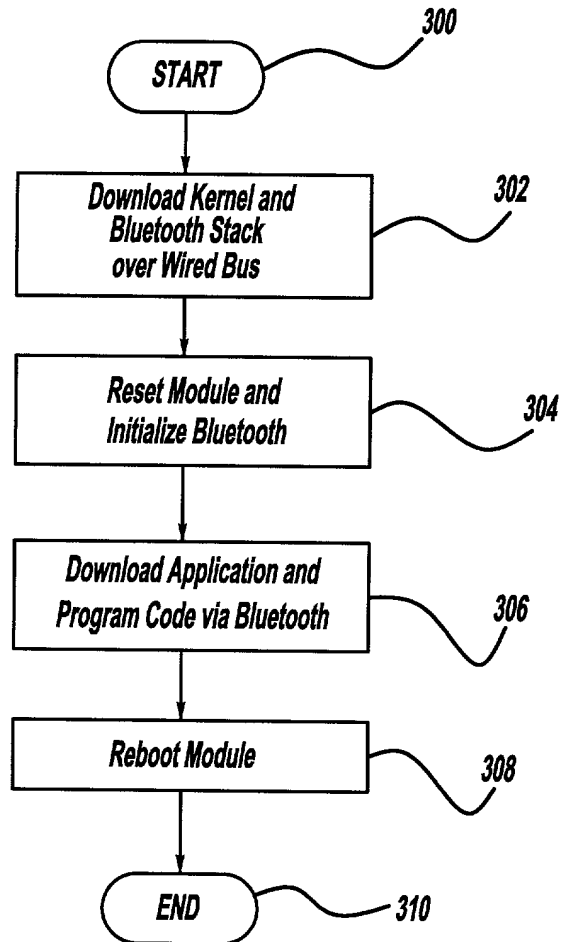 300
START
Download Kernel and
Bluetooth Stack
over Wired Bus
302
Reset Module and
Initialize Bluetooth
304
Download Application and
Program Code via Bluetooth
306
Reboot Module
308
END
310